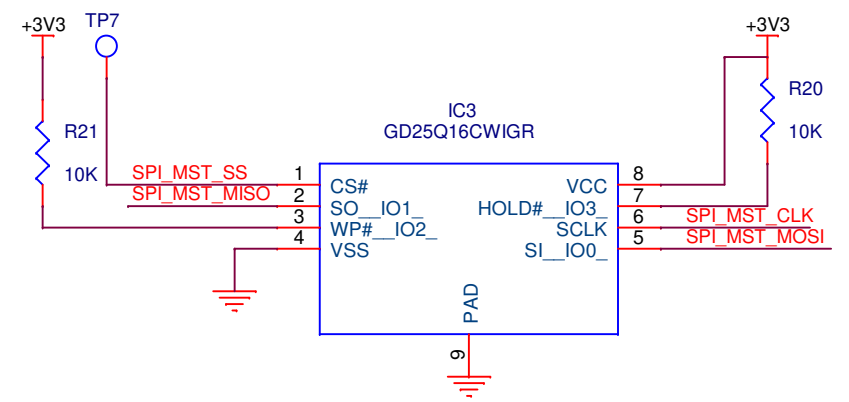 +3V3
TP7
+3V3
R20
10K
IC3
GD25Q16CWIGR
R21
10K
SPI_MST_SS
1
CS#
VCC
8
SPI_MST_MISO
2
SO__IO1_
HOLD#__IO3_
7
3
WP#__IO2_
SCLK
6
SPI_MST_CLK
4
VSS
SI__IO0_
5
SPI_MST_MOSI
PAD
9